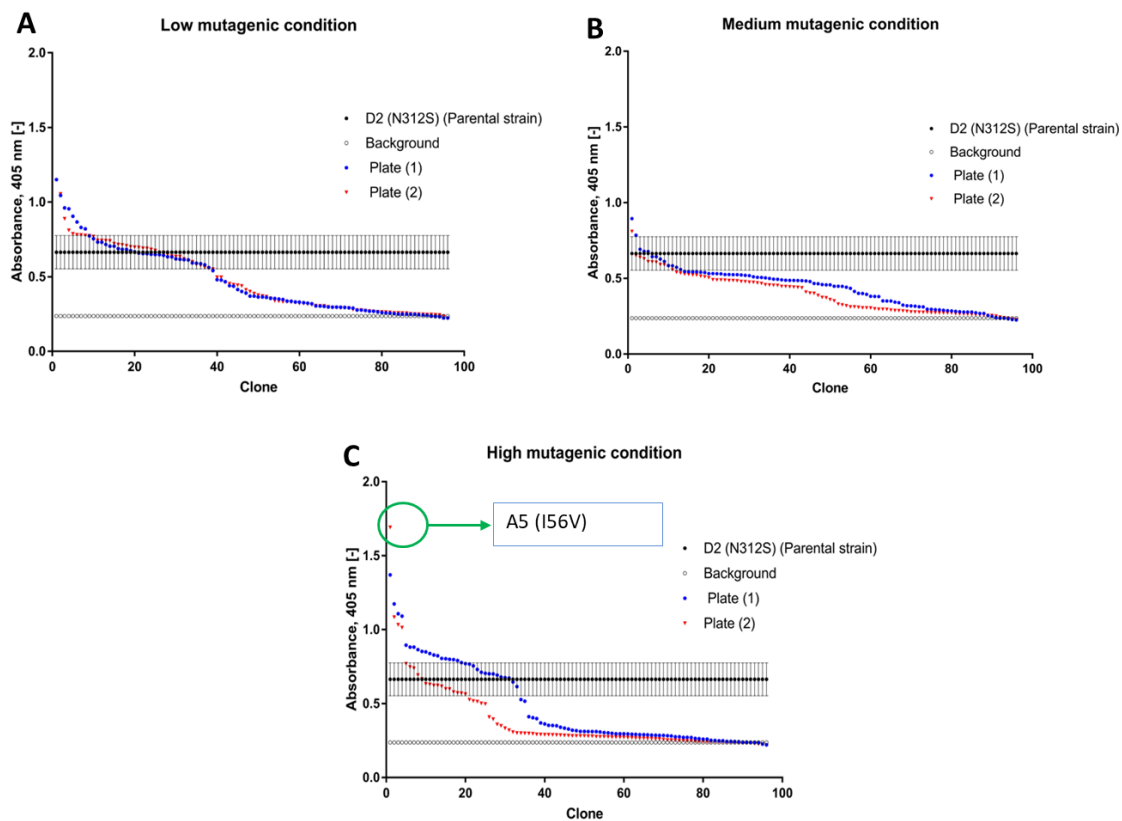 A
Low mutagenic condition
Absorbance, 405 nm [-]
2.0
1.5
1.0
0.5
0.0
0
20
40
60
80
100
Clone
D2 (N312S) (Parental strain)
Background
Plate (1)
Plate (2)
B
Medium mutagenic condition
Absorbance, 405 nm [-]
2.0
1.5
1.0
0.5
0.0
0
20
40
60
80
100
Clone
D2 (N312S) (Parental strain)
Background
Plate (1)
Plate (2)
C
High mutagenic condition
Absorbance, 405 nm [-]
2.0
1.5
1.0
0.5
0.0
0
20
40
60
80
100
Clone
A5 (I56V)
D2 (N312S) (Parental strain)
Background
Plate (1)
Plate (2)